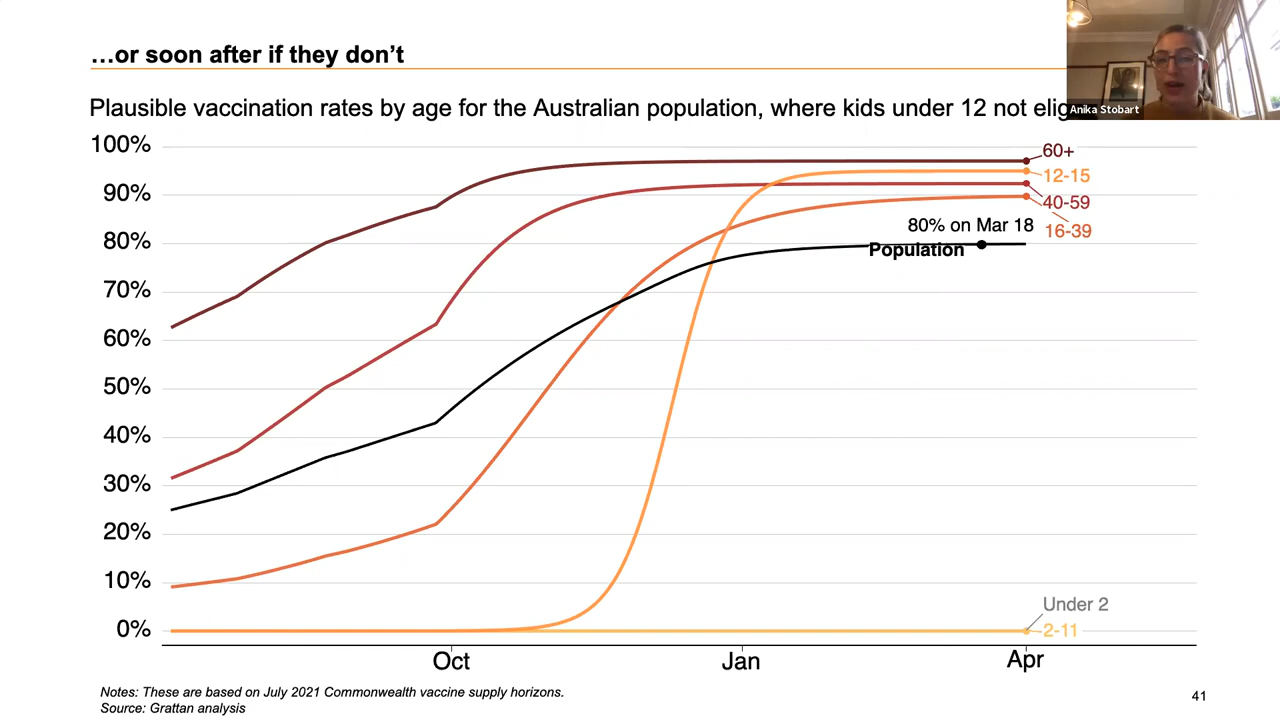 …or soon after if they don’t
Plausible vaccination rates by age for the Australian population, where kids under 12 not
Anika Stobart
100%
90%
80%
70%
60%
50%
40%
30%
20%
10%
0%
60+
12-15
40-59
16-39
80% on Mar 18
Population
Under 2
2-11
Oct
Jan
Apr
Notes: These are based on July 2021 Commonwealth vaccine supply horizons.
Source: Grattan analysis
41